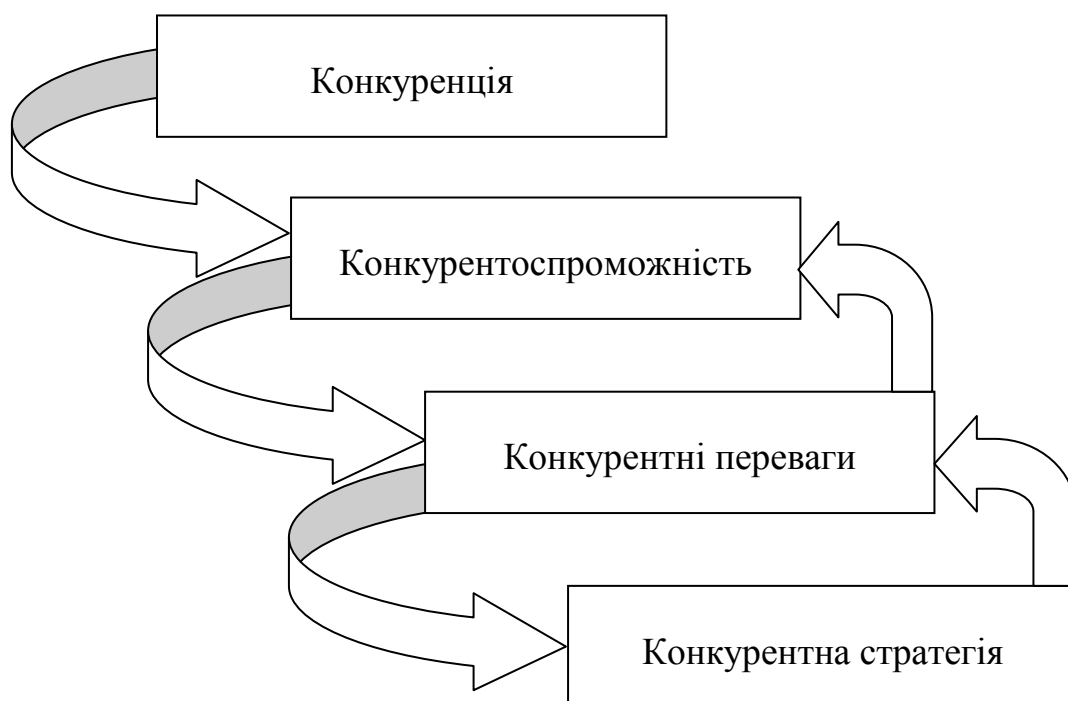 Конкуренція
Конкурентоспроможність
Конкурентні переваги
Конкурентна стратегія